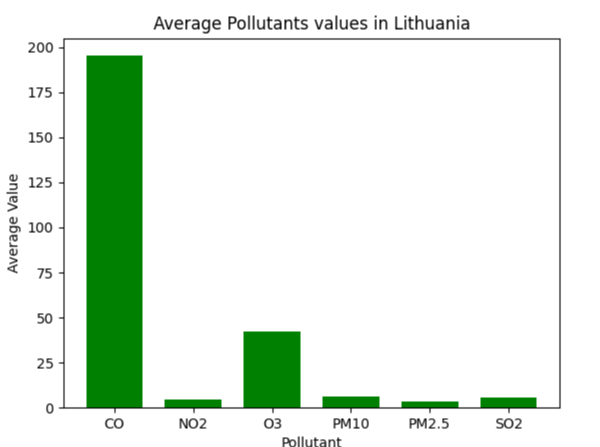 Average Pollutants values in Lithuania
200
175
150
125
100
75
50
25
0
Average Value
CO NO2 O3 PM10 PM2.5 SO2
Pollutant